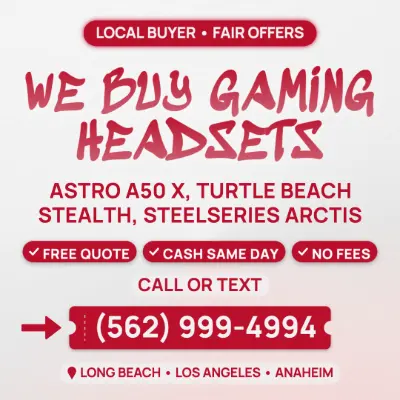 LOCAL BUYER • FAIR OFFERS
WE BUY GAMING
HEADSETS
ASTRO A50 X, TURTLE BEACH
STEALTH, STEELSERIES ARCTIS
✓ FREE QUOTE ✓ CASH SAME DAY ✓ NO FEES
CALL OR TEXT
(562) 999-4994
LONG BEACH • LOS ANGELES • ANAHEIM